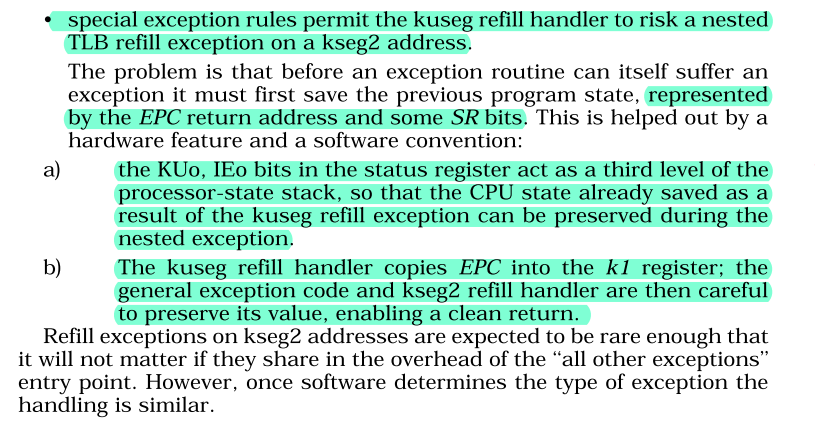 • special exception rules permit the kuseg refill handler to risk a nested
TLB refill exception on a kseg2 address.
The problem is that before an exception routine can itself suffer an
exception it must first save the previous program state, represented
by the EPC return address and some SR bits. This is helped out by a
hardware feature and a software convention:
a) the KUo, IEo bits in the status register act as a third level of the
processor-state stack, so that the CPU state already saved as a
result of the kuseg refill exception can be preserved during the
nested exception.
b) The kuseg refill handler copies EPC into the k1 register; the
general exception code and kseg2 refill handler are then careful
to preserve its value, enabling a clean return.
Refill exceptions on kseg2 addresses are expected to be rare enough that
it will not matter if they share in the overhead of the “all other exceptions”
entry point. However, once software determines the type of exception the
handling is similar.